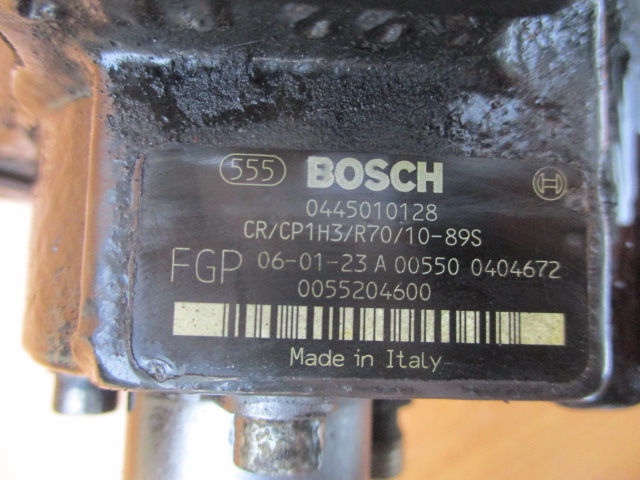 555 BOSCH
0445010128
CR/CP1H3/R70/10-89S
FGP 06-01-23 A 00550 0404672
0055204600
Made in Italy